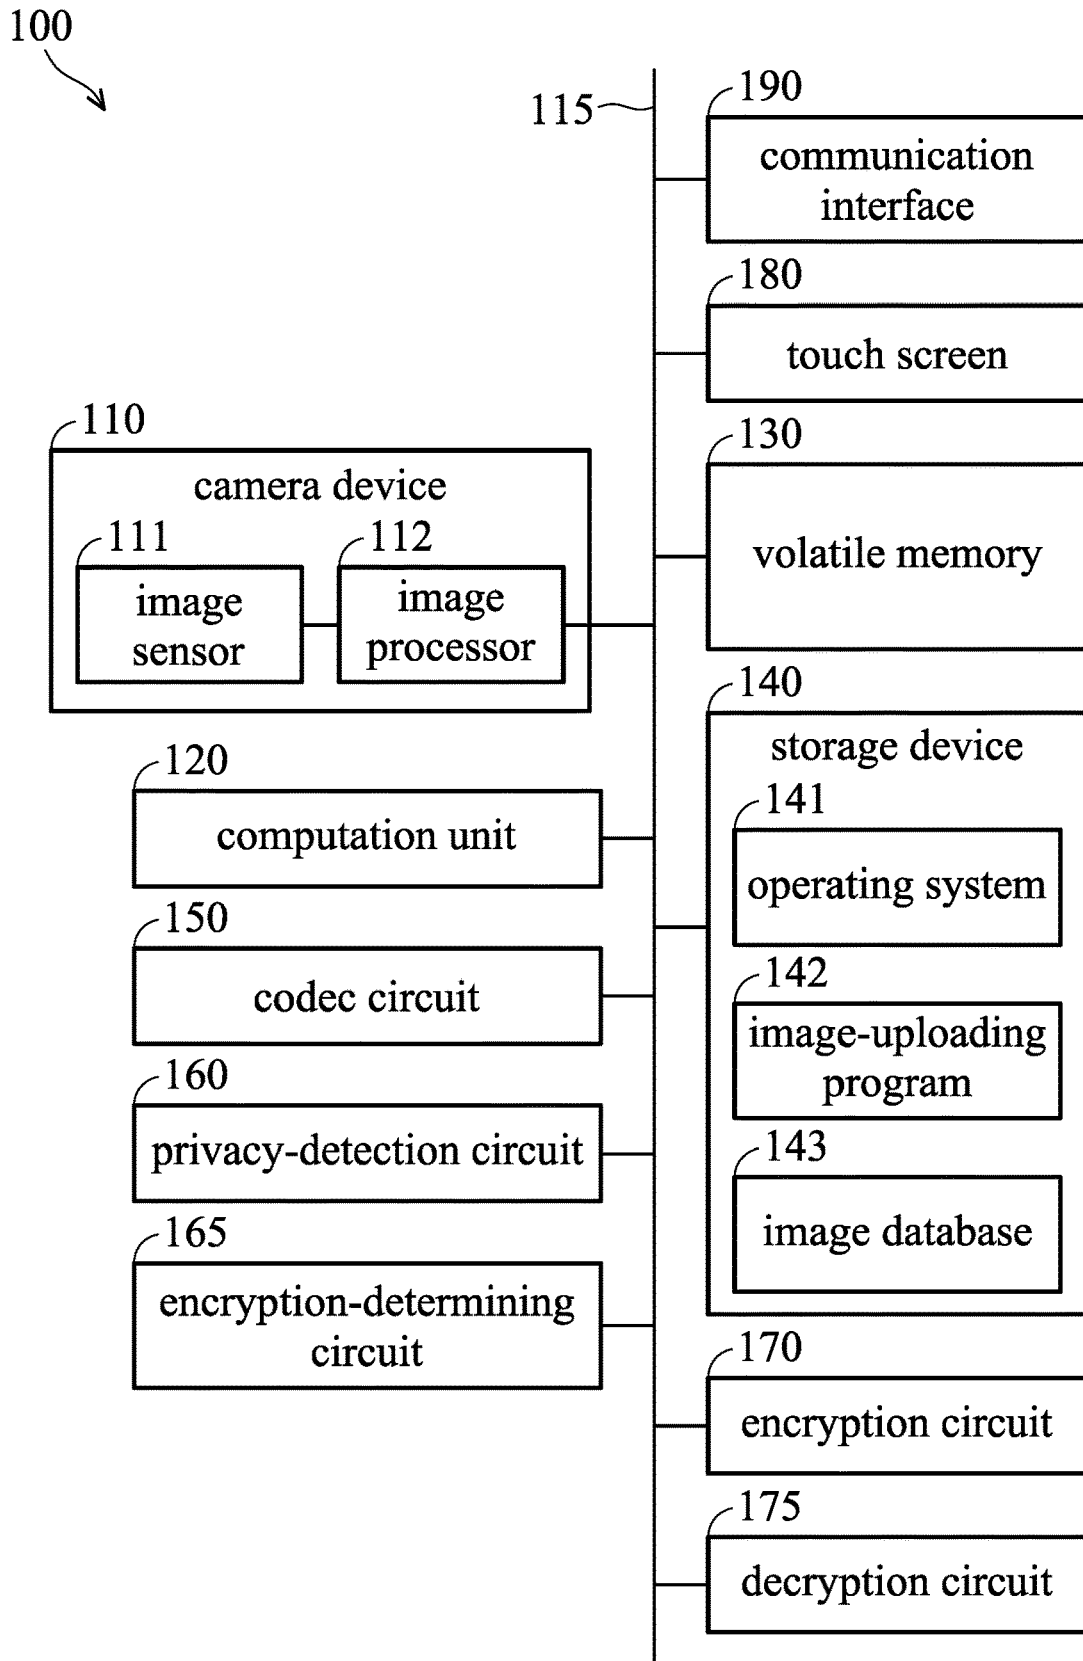 100
115
190
communication
interface
180
touch screen
110
camera device
111
image
sensor
112
image
processor
130
volatile memory
120
computation unit
140
storage device
141
operating system
150
codec circuit
142
image-uploading
program
160
privacy-detection circuit
143
image database
165
encryption-determining
circuit
170
encryption circuit
175
decryption circuit